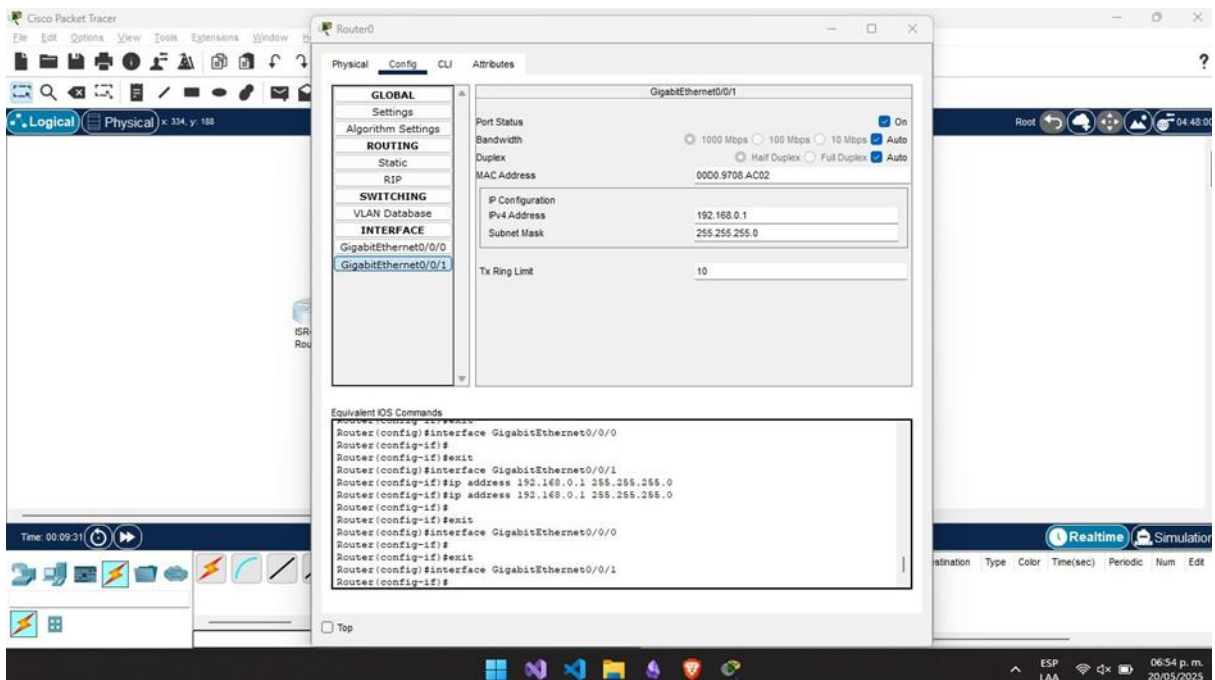 Cisco Packet Tracer
File Edit Options View Tools Extensions Window
?
Logical Physical x: 334, y: 188
Root 04:48:00
ISR
Rou
Time: 00:09:31
Realtime Simulation
stination Type Color Time(sec) Periodic Num Edit
Router0
Physical Config CLI Attributes
GLOBAL
Settings
Algorithm Settings
ROUTING
Static
RIP
SWITCHING
VLAN Database
INTERFACE
GigabitEthernet0/0/0
GigabitEthernet0/0/1
GigabitEthernet0/0/1
Port Status On
Bandwidth 1000 Mbps 100 Mbps 10 Mbps Auto
Duplex Half Duplex Full Duplex Auto
MAC Address 00D0.9708.AC02
IP Configuration
IPv4 Address 192.168.0.1
Subnet Mask 255.255.255.0
Tx Ring Limit 10
Equivalent IOS Commands
Router(config-if)#exit
Router(config)#interface GigabitEthernet0/0/0
Router(config-if)#
Router(config-if)#exit
Router(config)#interface GigabitEthernet0/0/1
Router(config-if)#ip address 192.168.0.1 255.255.255.0
Router(config-if)#ip address 192.168.0.1 255.255.255.0
Router(config-if)#
Router(config-if)#exit
Router(config)#interface GigabitEthernet0/0/0
Router(config-if)#
Router(config-if)#exit
Router(config)#interface GigabitEthernet0/0/1
Router(config-if)#
Top
ESP
LAA
06:54 p. m.
20/05/2025